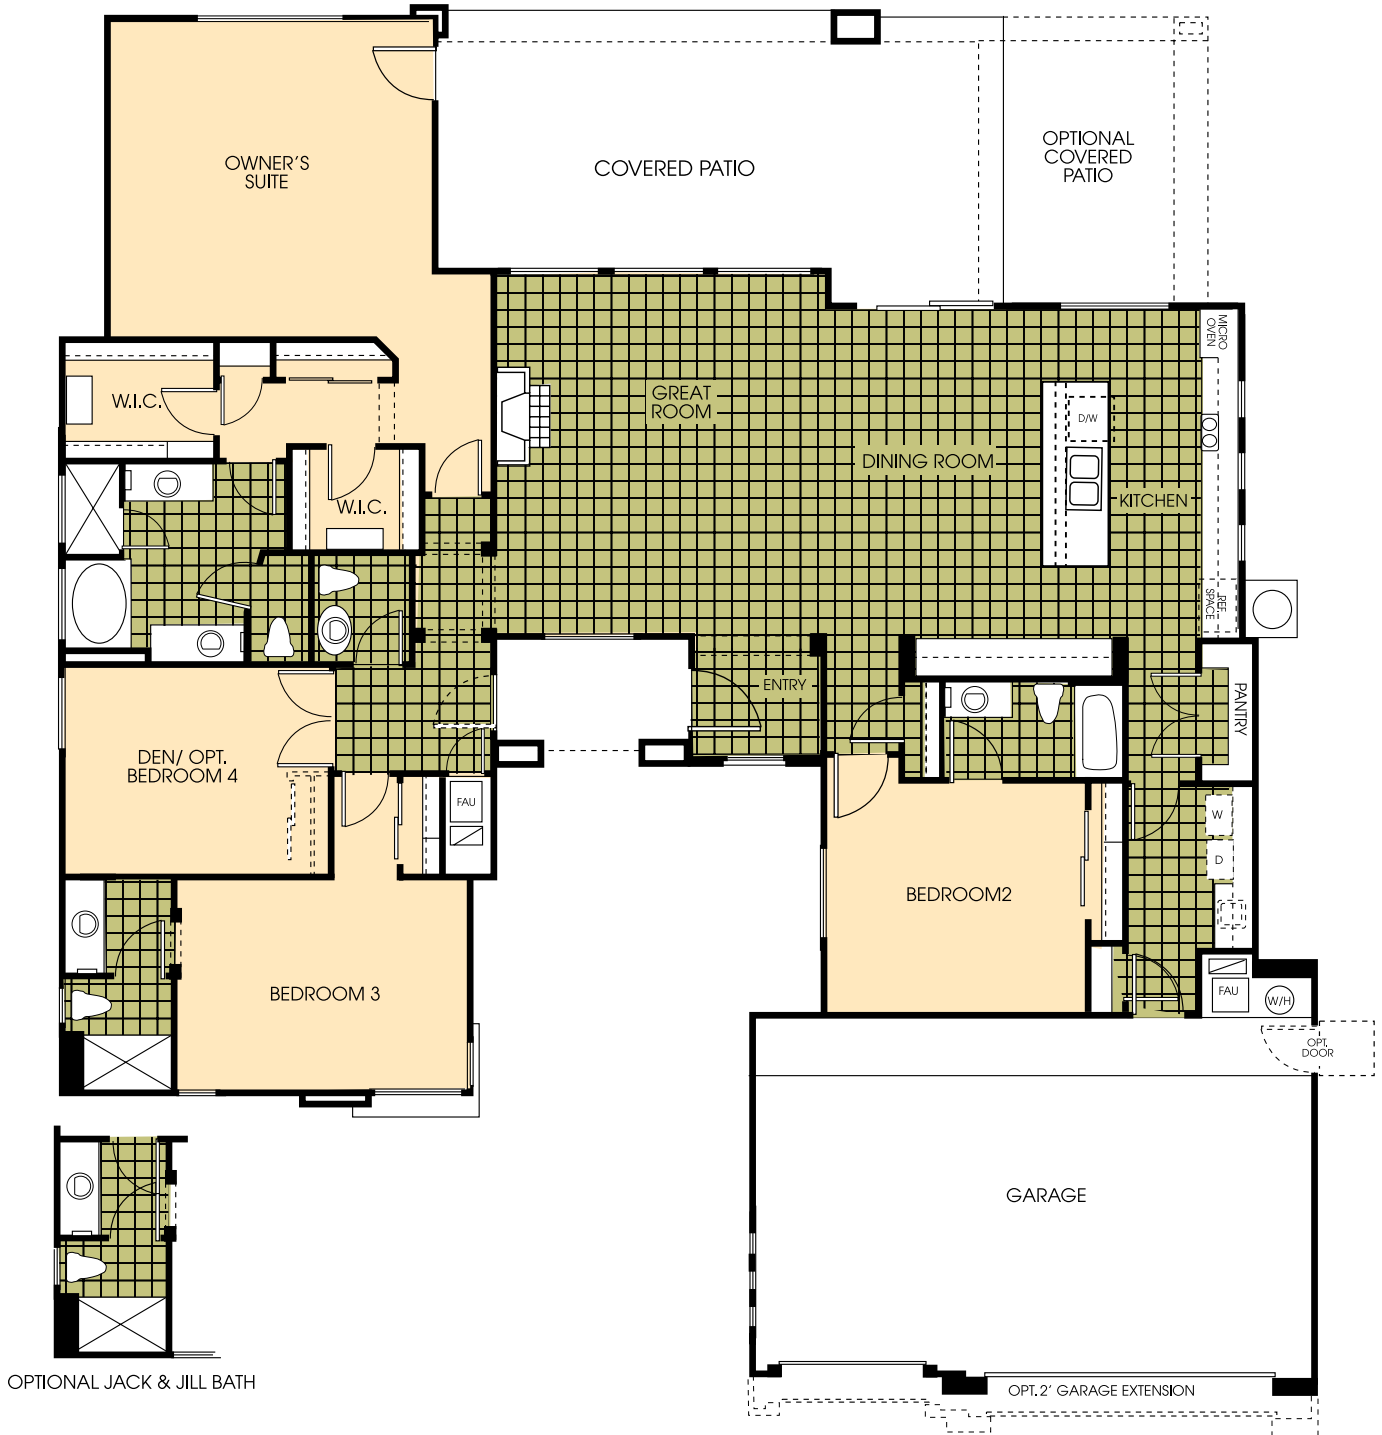 OWNER'S
SUITE
COVERED PATIO
OPTIONAL
COVERED
PATIO
MICRO
OVEN
W.I.C.
GREAT
ROOM
D/W
DINING ROOM
KITCHEN
W.I.C.
REF.
SPACE
ENTRY
PANTRY
DEN/ OPT.
BEDROOM 4
FAU
W
D
BEDROOM2
BEDROOM 3
FAU
W/H
OPT.
DOOR
GARAGE
OPTIONAL JACK & JILL BATH
OPT. 2' GARAGE EXTENSION